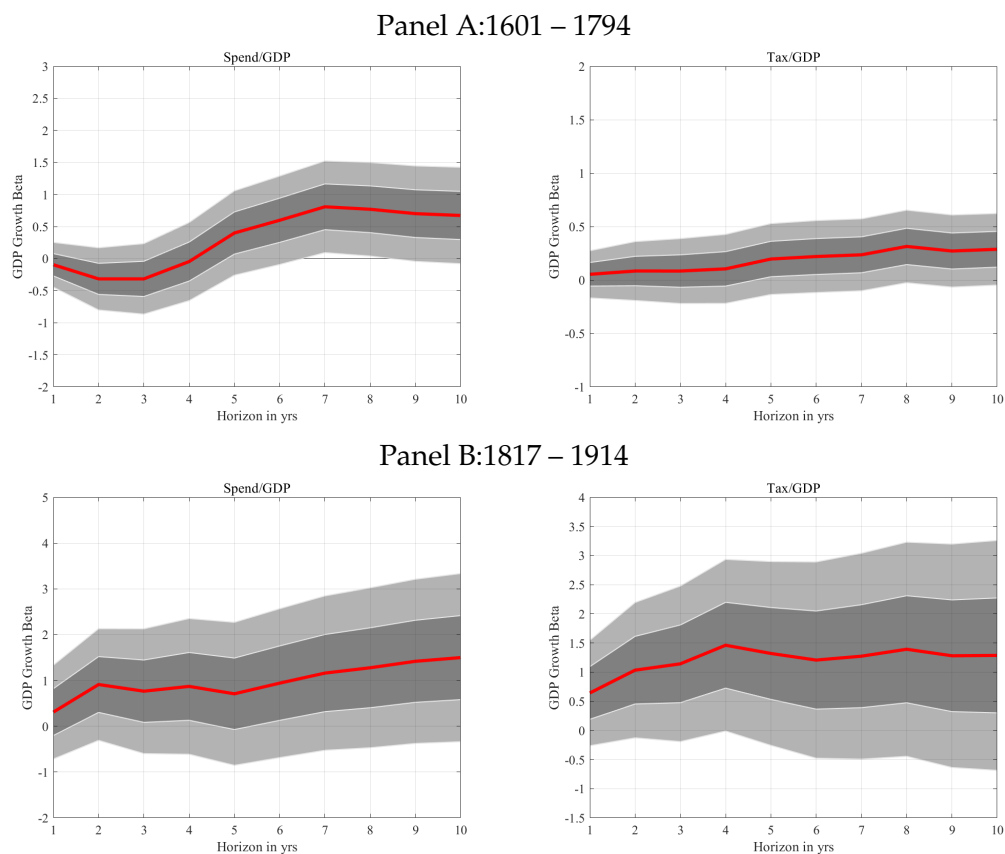 Panel A:1601 – 1794
Spend/GDP
3
2.5
2
1.5
1
0.5
0
-0.5
-1
-1.5
-2
GDP Growth Beta
1 2 3 4 5 6 7 8 9 10
Horizon in yrs
Tax/GDP
2
1.5
1
0.5
0
-0.5
-1
GDP Growth Beta
1 2 3 4 5 6 7 8 9 10
Horizon in yrs
Panel B:1817 – 1914
Spend/GDP
5
4
3
2
1
0
-1
-2
GDP Growth Beta
1 2 3 4 5 6 7 8 9 10
Horizon in yrs
Tax/GDP
4
3.5
3
2.5
2
1.5
1
0.5
0
-0.5
-1
-1.5
GDP Growth Beta
1 2 3 4 5 6 7 8 9 10
Horizon in yrs